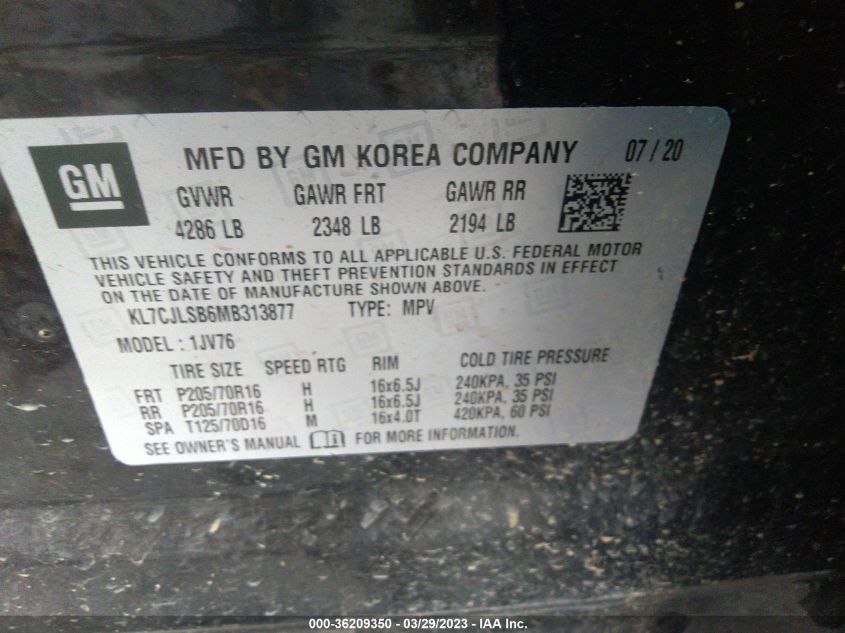 GM
MFD BY GM KOREA COMPANY 07/20
GVWR GAWR FRT GAWR RR
4286 LB 2348 LB 2194 LB
THIS VEHICLE CONFORMS TO ALL APPLICABLE U.S. FEDERAL MOTOR
VEHICLE SAFETY AND THEFT PREVENTION STANDARDS IN EFFECT
ON THE DATE OF MANUFACTURE SHOWN ABOVE.
KL7CJLSB6MB313877 TYPE: MPV
MODEL : 1JV76
TIRE SIZE SPEED RTG RIM COLD TIRE PRESSURE
FRT P205/70R16 H 16x6.5J 240KPA, 35 PSI
RR P205/70R16 H 16x6.5J 240KPA, 35 PSI
SPA T125/70D16 M 16x4.0T 420KPA, 60 PSI
SEE OWNER'S MANUAL FOR MORE INFORMATION.
000-36209350 / 03/29/2023 - IAA Inc.